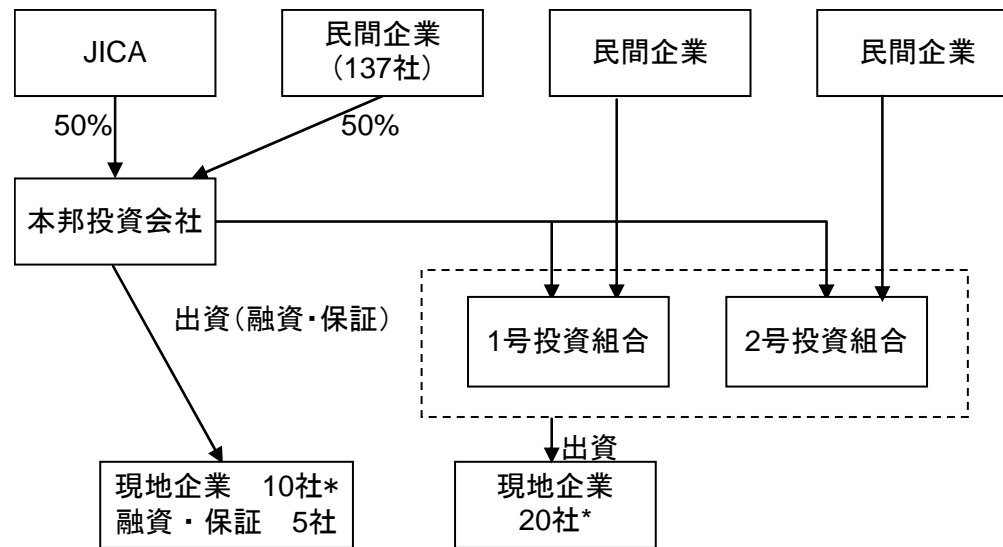 JICA
民間企業
（137社）
民間企業
民間企業
50%
50%
本邦投資会社
出資（融資・保証）
1号投資組合
2号投資組合
出資
現地企業　10社*
融資・保証　5社
現地企業
20社*